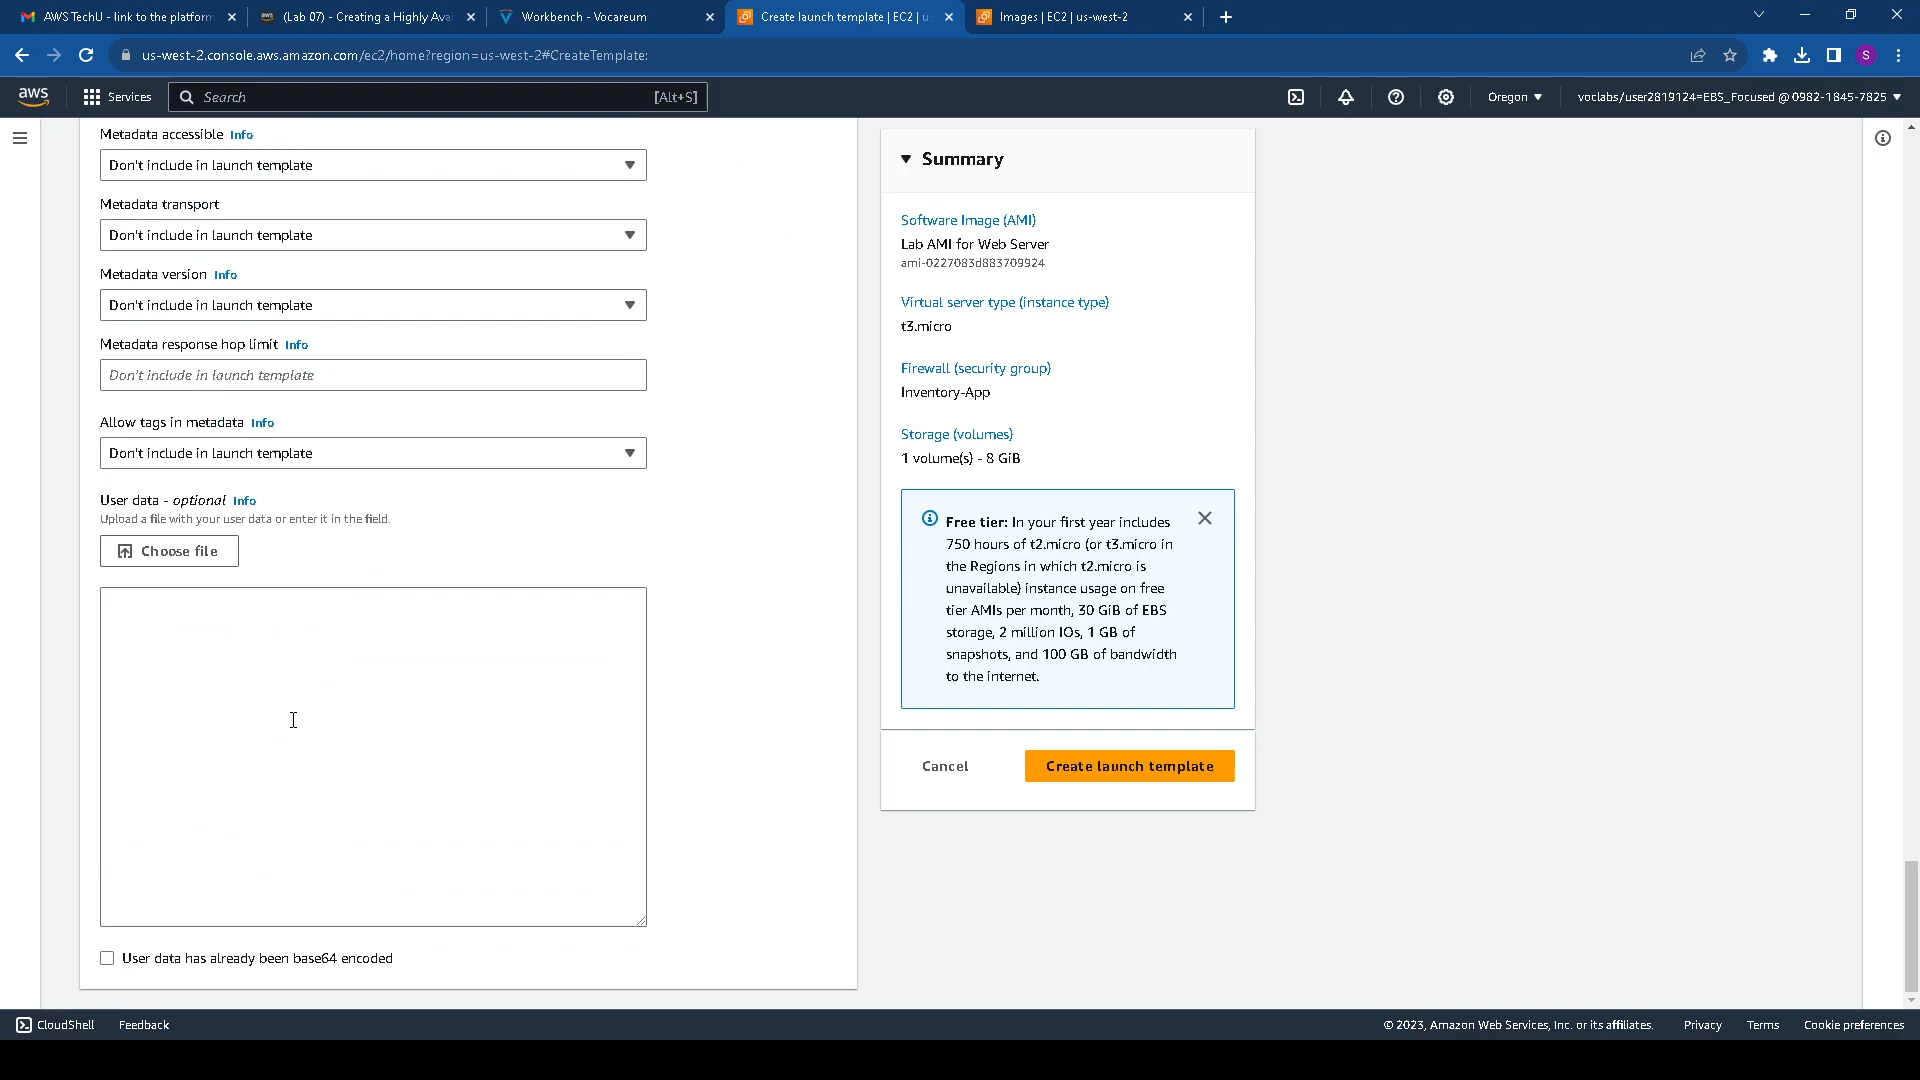 AWS TechU - link to the platform
(Lab 07) - Creating a Highly Ava
Workbench - Vocareum
Create launch template | EC2 | us
Images | EC2 | us-west-2
us-west-2.console.aws.amazon.com/ec2/home?region=us-west-2#CreateTemplate:
S
aws
Services
Search
[Alt+S]
Oregon
voclabs/user2819124=EBS_Focused @ 0982-1845-7825
Metadata accessible Info
Don't include in launch template
Metadata transport
Don't include in launch template
Metadata version Info
Don't include in launch template
Metadata response hop limit Info
Don't include in launch template
Allow tags in metadata Info
Don't include in launch template
User data - optional Info
Upload a file with your user data or enter it in the field.
Choose file
User data has already been base64 encoded
Summary
Software Image (AMI)
Lab AMI for Web Server
ami-0227083d883709924
Virtual server type (instance type)
t3.micro
Firewall (security group)
Inventory-App
Storage (volumes)
1 volume(s) - 8 GiB
Free tier: In your first year includes
750 hours of t2.micro (or t3.micro in
the Regions in which t2.micro is
unavailable) instance usage on free
tier AMIs per month, 30 GiB of EBS
storage, 2 million IOs, 1 GB of
snapshots, and 100 GB of bandwidth
to the internet.
Cancel
Create launch template
CloudShell
Feedback
© 2023, Amazon Web Services, Inc. or its affiliates.
Privacy
Terms
Cookie preferences